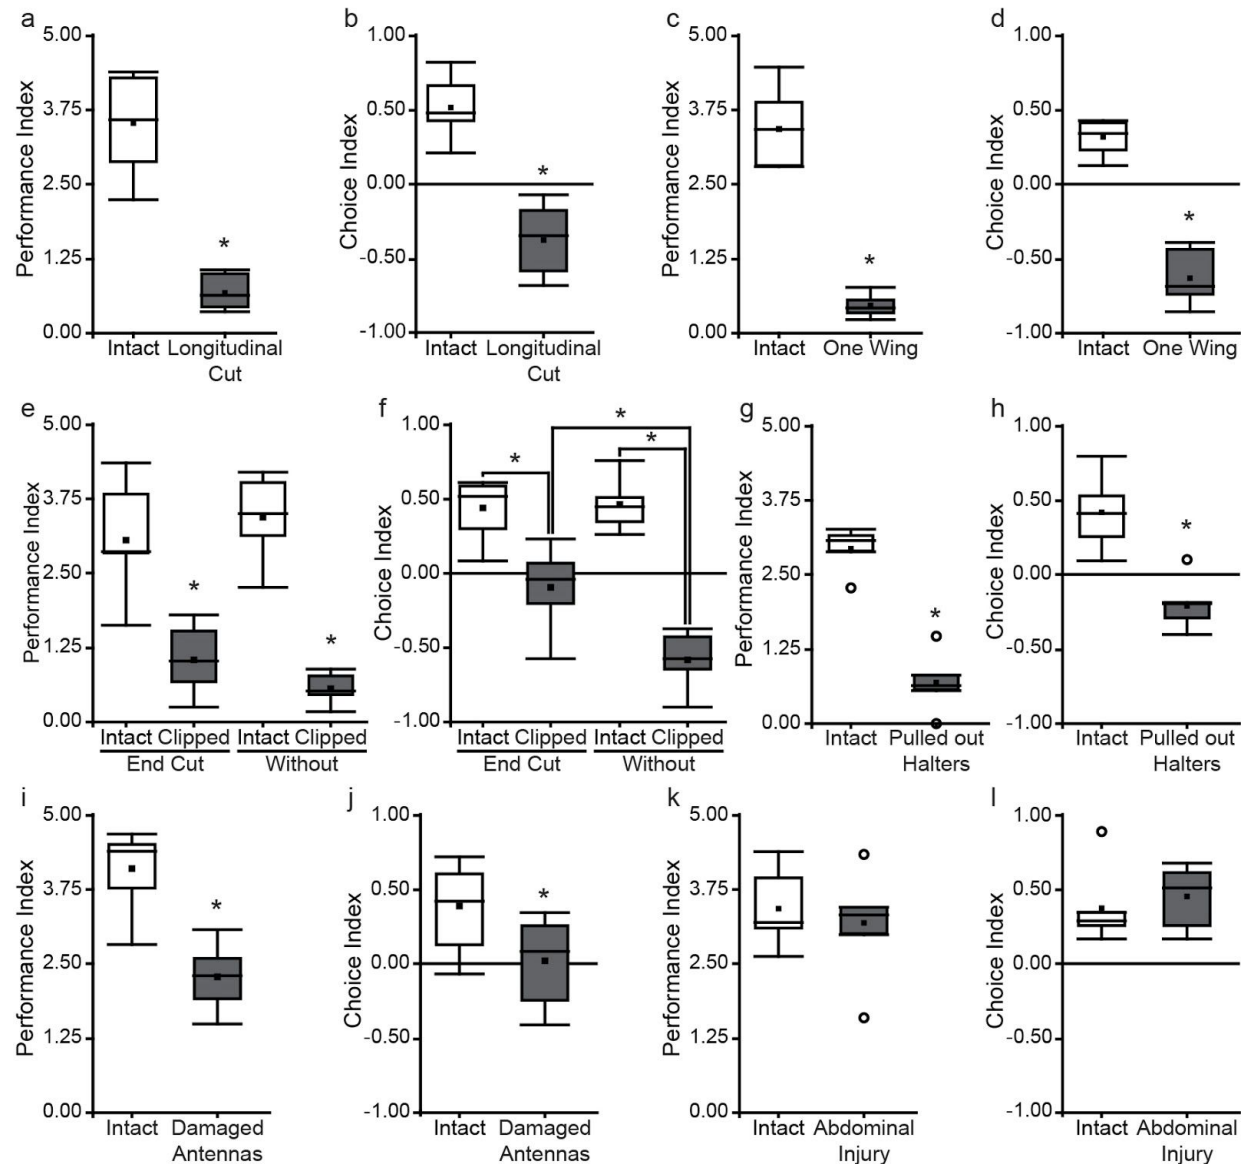 a b c d
5.00 1.00 5.00 1.00
3.75 0.50 3.75 0.50
2.50 0.00 2.50 0.00
1.25 -0.50 1.25 -0.50
0.00 -1.00 0.00 -1.00
Performance Index Choice Index Performance Index Choice Index
* * * *
Intact Longitudinal Intact Longitudinal Intact One Wing Intact One Wing
Cut Cut
e f g h
5.00 1.00 5.00 1.00
3.75 0.50 3.75 0.50
2.50 0.00 2.50 0.00
1.25 -0.50 1.25 -0.50
0.00 -1.00 0.00 -1.00
Performance Index Choice Index Performance Index Choice Index
* * * * * * *
Intact Clipped Intact Clipped Intact Clipped Intact Clipped Intact Pulled out Intact Pulled out
End Cut Without End Cut Without Halters Halters
i j k l
5.00 1.00 5.00 1.00
3.75 0.50 3.75 0.50
2.50 0.00 2.50 0.00
1.25 -0.50 1.25 -0.50
0.00 -1.00 0.00 -1.00
Performance Index Choice Index Performance Index Choice Index
* *
Intact Damaged Intact Damaged Intact Abdominal Intact Abdominal
Antennas Antennas Injury Injury